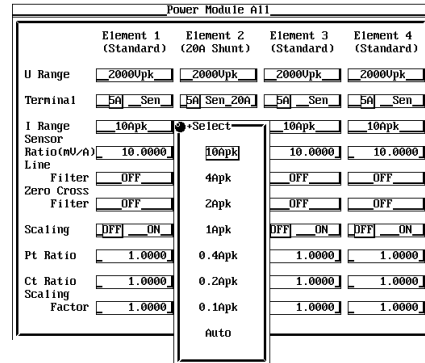 Power Module All
Element 1 Element 2 Element 3 Element 4
(Standard) (20A Shunt) (Standard) (Standard)
U Range 2000Vpk 2000Vpk 2000Vpk 2000Vpk
Terminal 5A Sen 5A Sen 20A 5A Sen 5A Sen
I Range 10Apk +Select 10Apk 10Apk
Sensor
Ratio(mV/A) 10.0000 10Apk 10.0000 10.0000
Line
Filter OFF 4Apk OFF OFF
Zero Cross
Filter OFF 2Apk OFF OFF
Scaling OFF ON 1Apk OFF ON OFF ON
Pt Ratio 1.0000 0.4Apk 1.0000 1.0000
Ct Ratio 1.0000 0.2Apk 1.0000 1.0000
Scaling
Factor 1.0000 0.1Apk 1.0000 1.0000
Auto